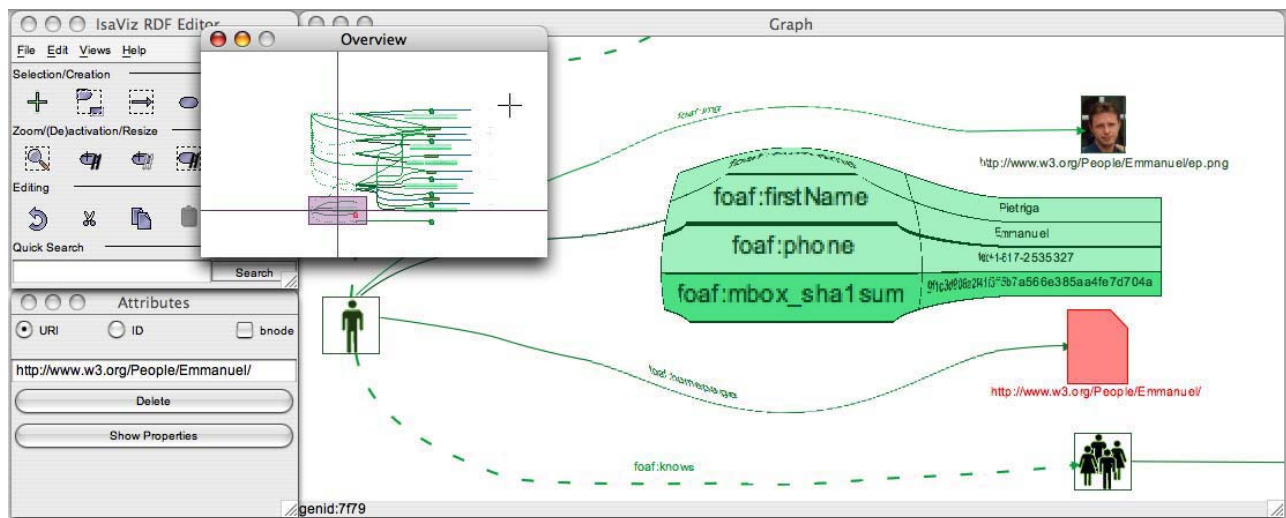 IsaViz RDF Editor
File Edit Views Help
Selection/Creation
Zoom/(De)activation/Resize
Editing
Quick Search
Search
Overview
Attributes
URI ID bnode
http://www.w3.org/People/Emmanuel/
Delete
Show Properties
Graph
foaf:img
http://www.w3.org/People/Emmanuel/ep.png
foaf:firstName
foaf:phone
foaf:mbox_sha1sum
Pietriga
Emmanuel
tel:+1-617-2535327
foaf:homepage
http://www.w3.org/People/Emmanuel/
foaf:knows
genid:7f79